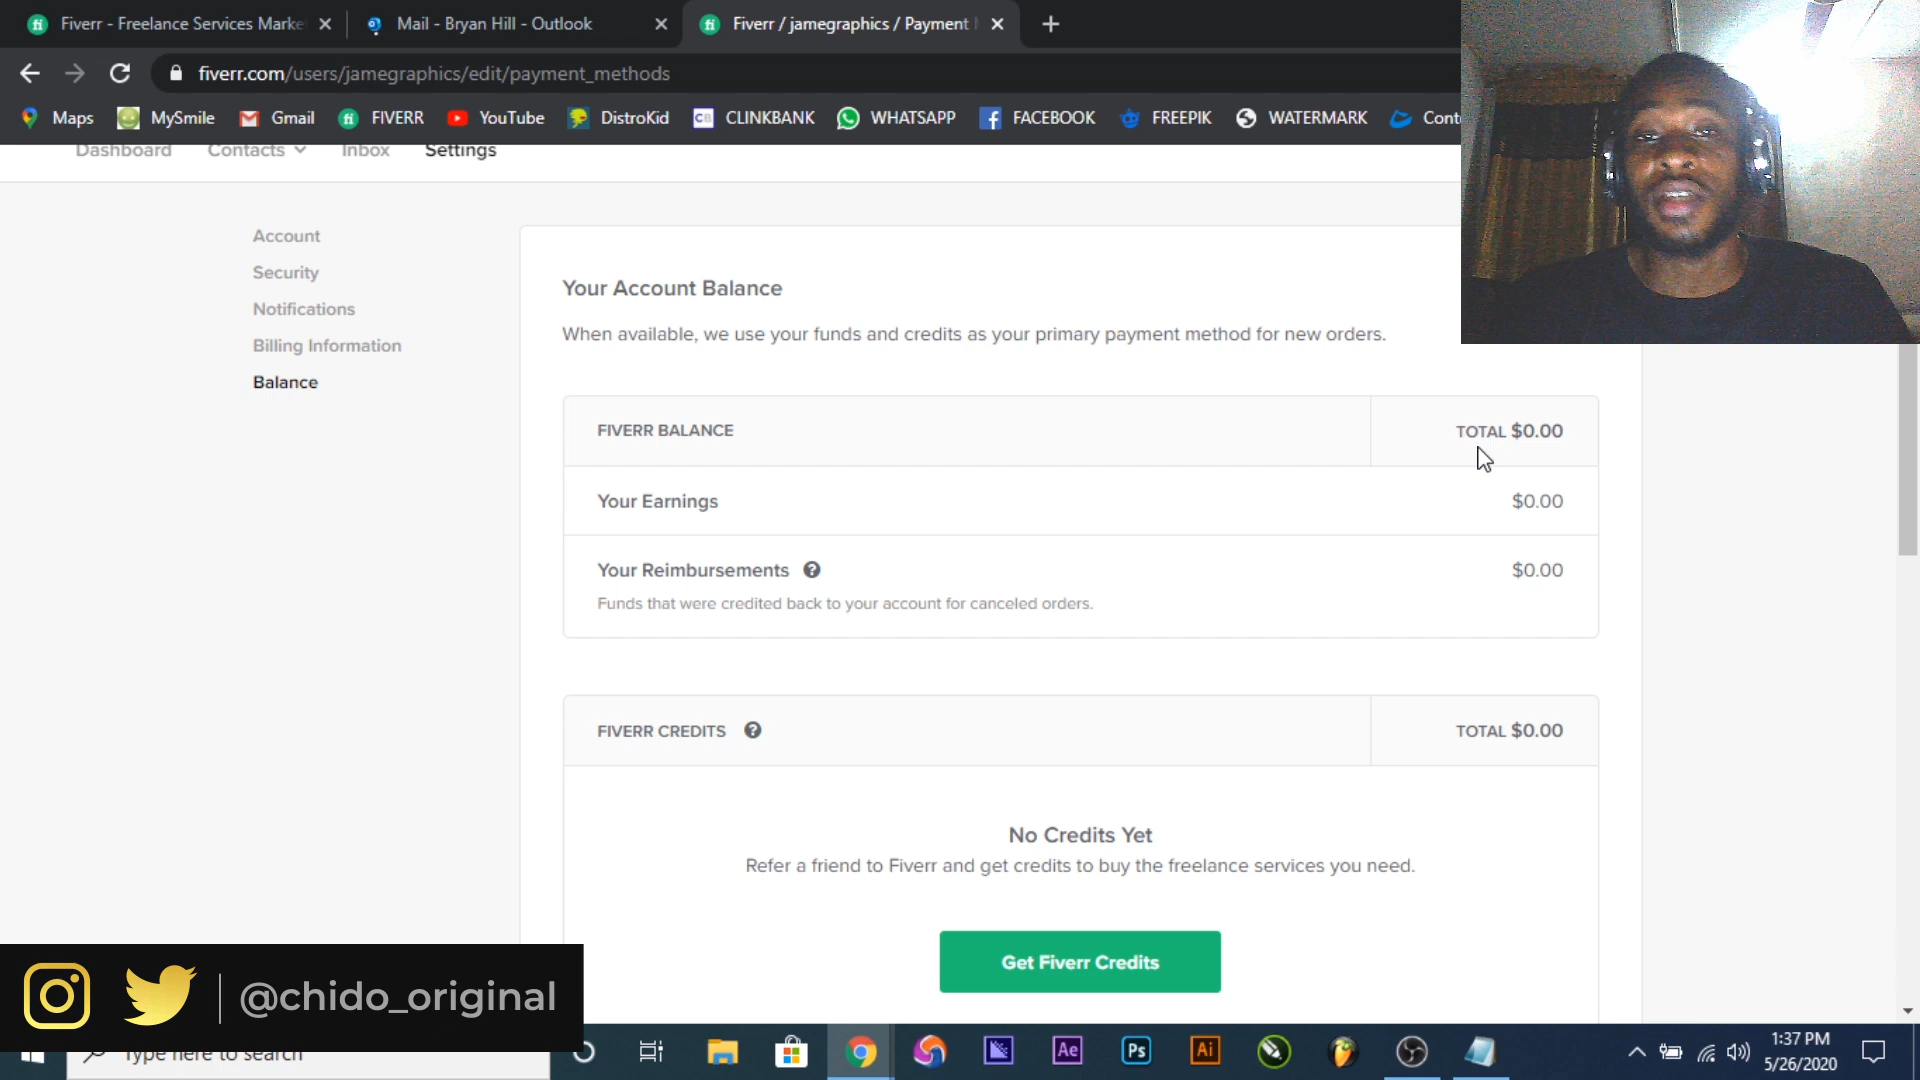 Fiverr - Freelance Services Marke
Mail - Bryan Hill - Outlook
Fiverr / jamegraphics / Payment
fiverr.com/users/jamegraphics/edit/payment_methods
Maps MySmile Gmail FIVERR YouTube DistroKid CLINKBANK WHATSAPP FACEBOOK FREEPIK WATERMARK Cont
Dashboard Contacts Inbox Settings
Account
Security
Notifications
Billing Information
Balance
Your Account Balance
When available, we use your funds and credits as your primary payment method for new orders.
FIVERR BALANCE TOTAL $0.00
Your Earnings $0.00
Your Reimbursements ? $0.00
Funds that were credited back to your account for canceled orders.
FIVERR CREDITS ? TOTAL $0.00
No Credits Yet
Refer a friend to Fiverr and get credits to buy the freelance services you need.
Get Fiverr Credits
@chido_original
Type here to search
Ae Ps Ai
1:37 PM
5/26/2020